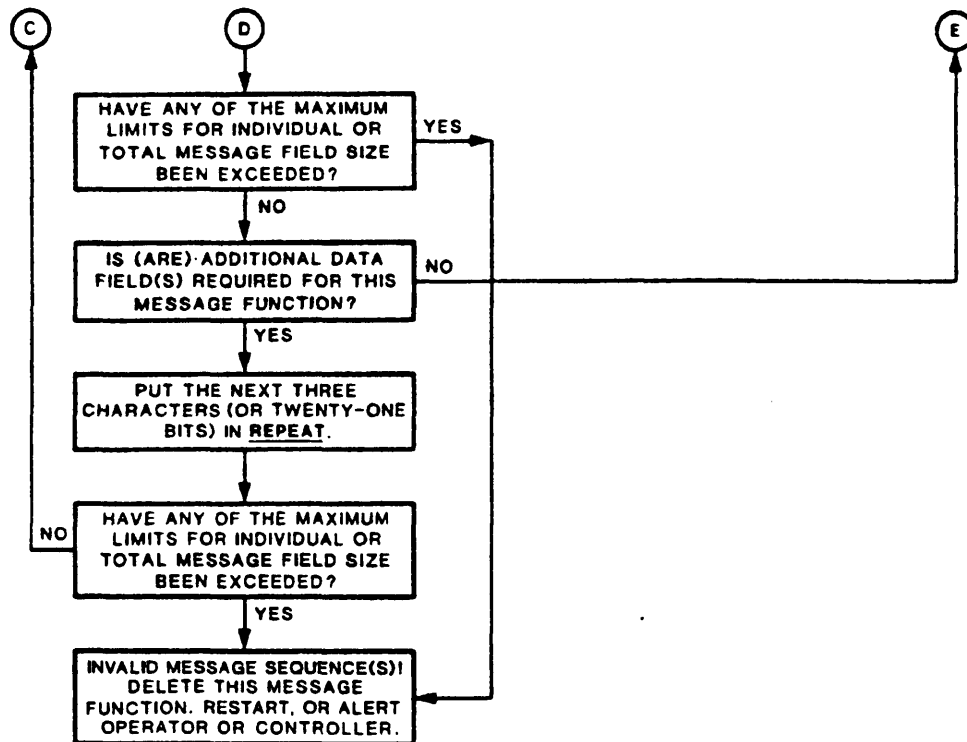 C
D
E
HAVE ANY OF THE MAXIMUM
LIMITS FOR INDIVIDUAL OR
TOTAL MESSAGE FIELD SIZE
BEEN EXCEEDED?
YES
NO
IS (ARE) ADDITIONAL DATA
FIELD(S) REQUIRED FOR THIS
MESSAGE FUNCTION?
NO
YES
PUT THE NEXT THREE
CHARACTERS (OR TWENTY-ONE
BITS) IN REPEAT.
HAVE ANY OF THE MAXIMUM
LIMITS FOR INDIVIDUAL OR
TOTAL MESSAGE FIELD SIZE
BEEN EXCEEDED?
NO
YES
INVALID MESSAGE SEQUENCE(S)!
DELETE THIS MESSAGE
FUNCTION. RESTART, OR ALERT
OPERATOR OR CONTROLLER.